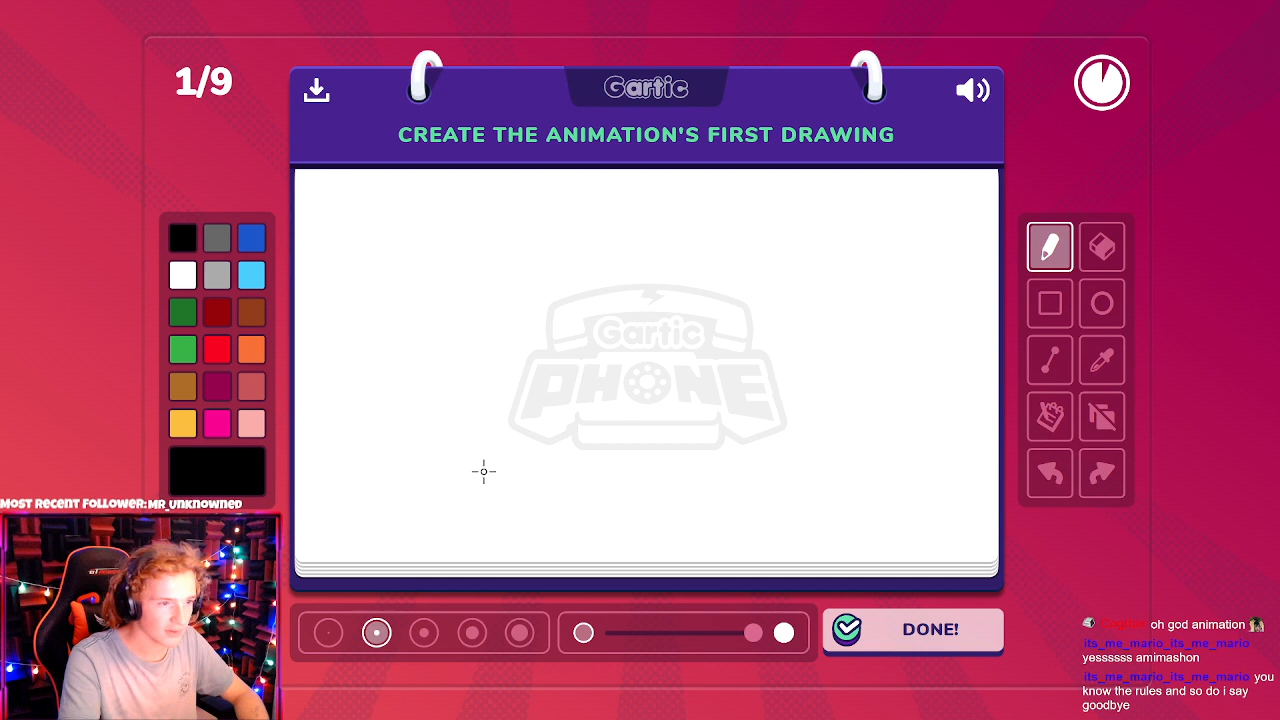 1/9
Gartic
CREATE THE ANIMATION'S FIRST DRAWING
Gartic
PHONE
MOST RECENT FOLLOWER:MR_UNKNOWNED
DONE!
oh god animation
its_me_mario_its_me_mario
yessssss amimashon
its_me_mario_its_me_mario you
know the rules and so do i say
goodbye